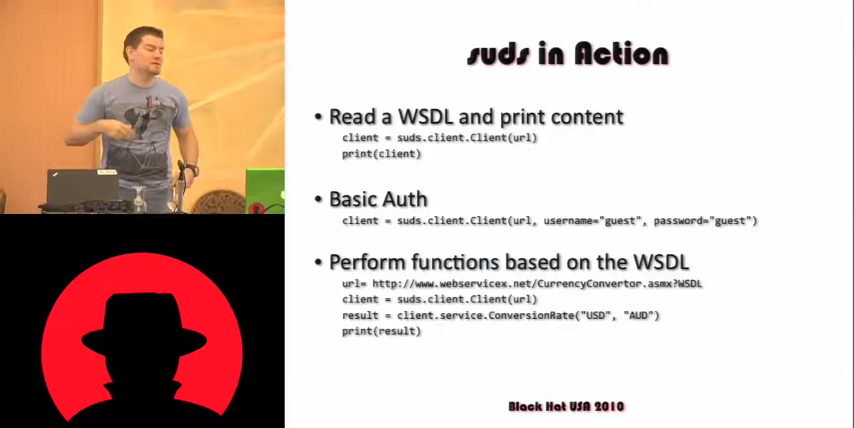 suds in Action
• Read a WSDL and print content
client = suds.client.Client(url)
print(client)
• Basic Auth
client = suds.client.Client(url, username="guest", password="guest")
• Perform functions based on the WSDL
url= http://www.webservicex.net/CurrencyConvertor.asmx?WSDL
client = suds.client.Client(url)
result = client.service.ConversionRate("USD", "AUD")
print(result)
Black Hat USA 2010